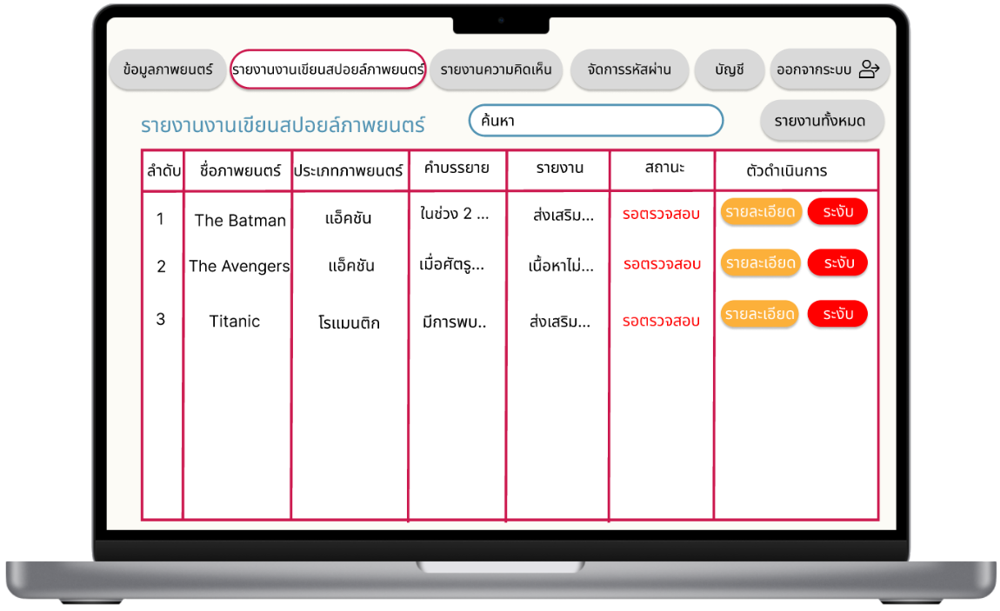 ข้อมูลภาพยนตร์ รายงานงานเขียนสปอยล์ภาพยนตร์ รายงานความคิดเห็น จัดการรหัสผ่าน บัญชี ออกจากระบบ
รายงานงานเขียนสปอยล์ภาพยนตร์ ค้นหา รายงานทั้งหมด
ลำดับ ชื่อภาพยนตร์ ประเภทภาพยนตร์ คำบรรยาย รายงาน สถานะ ตัวดำเนินการ
1 The Batman แอ็คชัน ในช่วง 2 ... ส่งเสริม... รอตรวจสอบ รายละเอียด ระงับ
2 The Avengers แอ็คชัน เมื่อศัตรู... เนื้อหาไม่... รอตรวจสอบ รายละเอียด ระงับ
3 Titanic โรแมนติก มีการพบ.. ส่งเสริม... รอตรวจสอบ รายละเอียด ระงับ